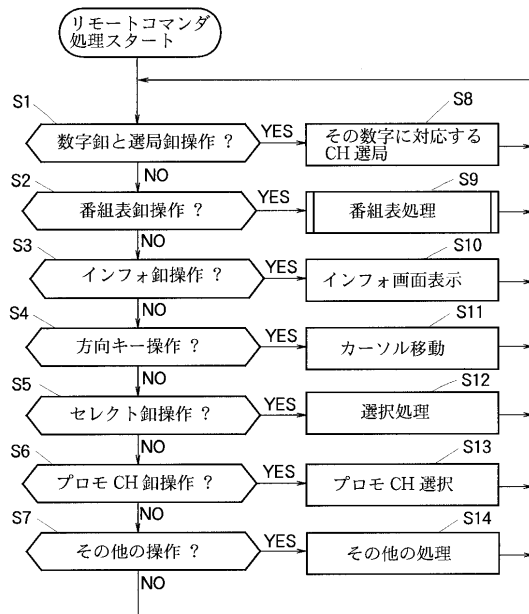 リモートコマンダ
処理スタート
S1
数字釦と選局釦操作 ?
YES
S8
その数字に対応する
CH 選局
NO
S2
番組表釦操作 ?
YES
S9
番組表処理
NO
S3
インフォ釦操作 ?
YES
S10
インフォ画面表示
NO
S4
方向キー操作 ?
YES
S11
カーソル移動
NO
S5
セレクト釦操作 ?
YES
S12
選択処理
NO
S6
プロモ CH 釦操作 ?
YES
S13
プロモ CH 選択
NO
S7
その他の操作 ?
YES
S14
その他の処理
NO